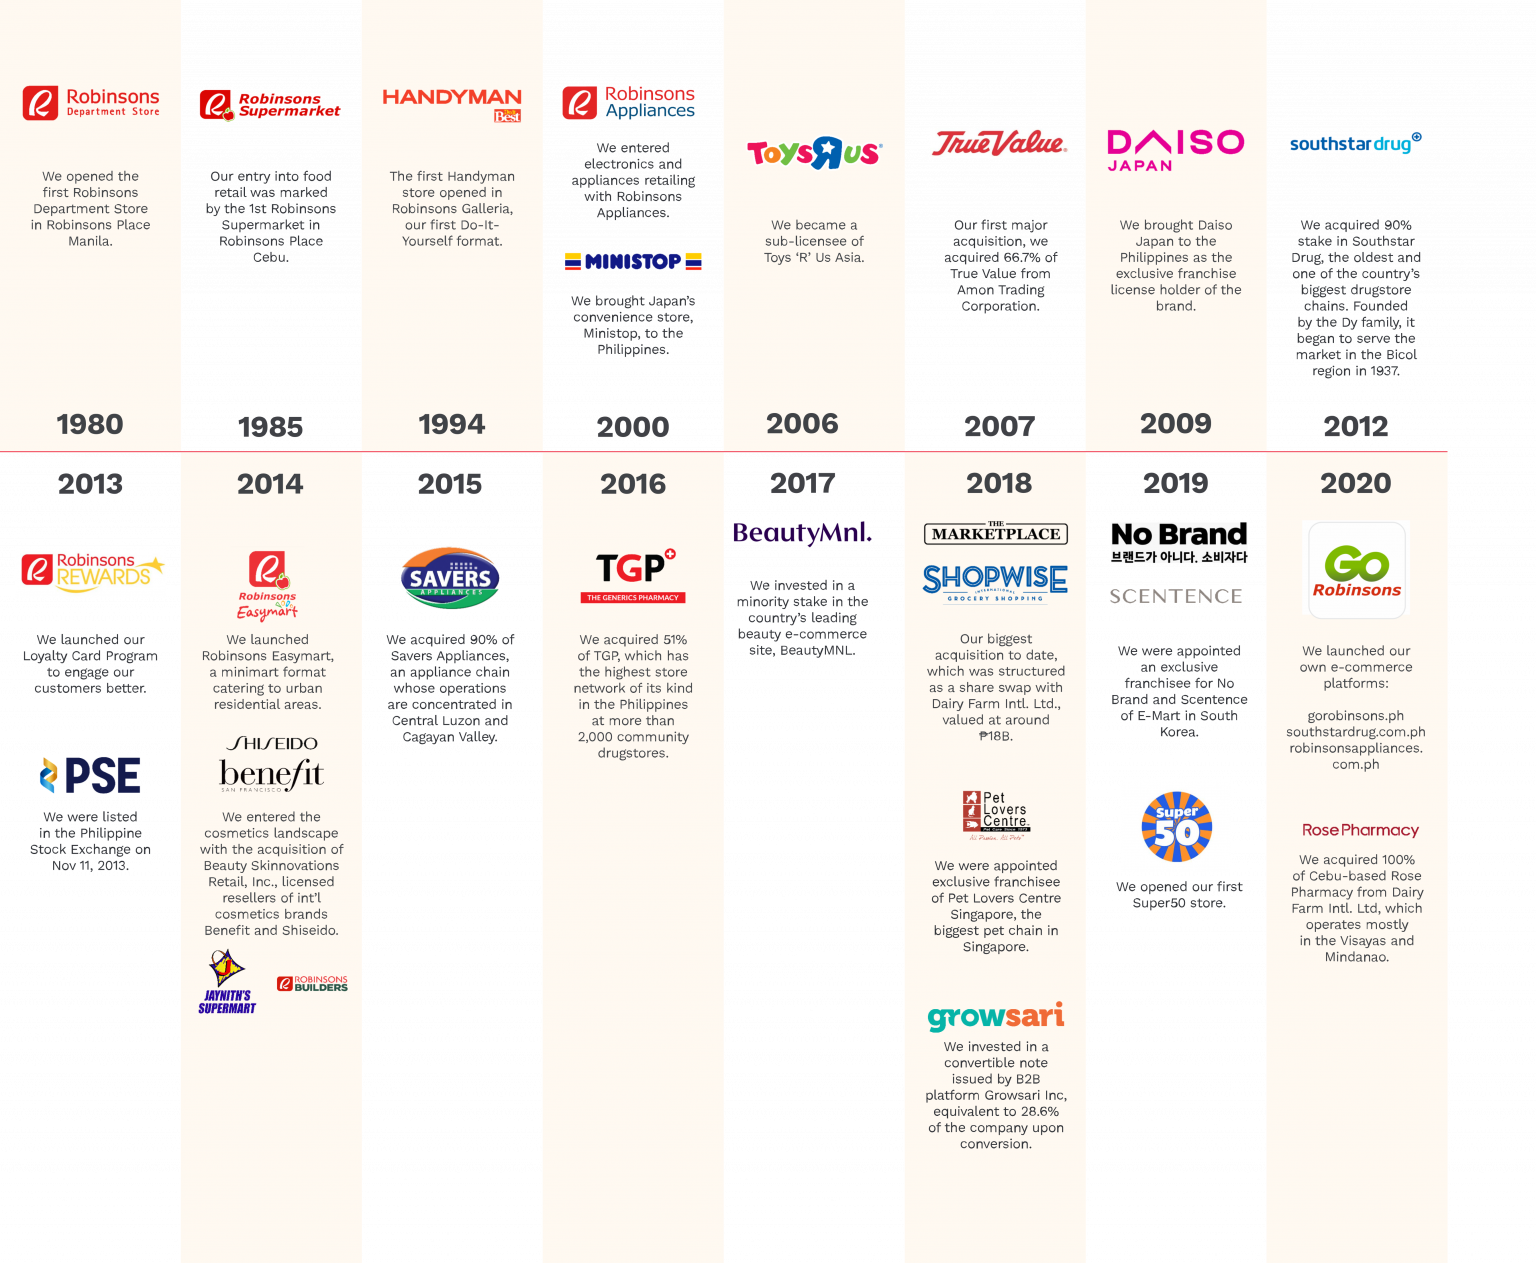 Robinsons
Department Store
We opened the
first Robinsons
Department Store
in Robinsons Place
Manila.
1980
Robinsons
Supermarket
Our entry into food
retail was marked
by the 1st Robinsons
Supermarket in
Robinsons Place
Cebu.
1985
HANDYMAN
Do it Best
The first Handyman
store opened in
Robinsons Galleria,
our first Do-It-
Yourself format.
1994
Robinsons
Appliances
We entered
electronics and
appliances retailing
with Robinsons
Appliances.
MINISTOP
We brought Japan's
convenience store,
Ministop, to the
Philippines.
2000
ToysRus
We became a
sub-licensee of
Toys ‘R’ Us Asia.
2006
True Value.
Our first major
acquisition, we
acquired 66.7% of
True Value from
Amon Trading
Corporation.
2007
DAISO
JAPAN
We brought Daiso
Japan to the
Philippines as the
exclusive franchise
license holder of the
brand.
2009
southstar drug
We acquired 90%
stake in Southstar
Drug, the oldest and
one of the country's
biggest drugstore
chains. Founded
by the Dy family, it
began to serve the
market in the Bicol
region in 1937.
2012
2013
Robinsons
REWARDS
We launched our
Loyalty Card Program
to engage our
customers better.
PSE
We were listed
in the Philippine
Stock Exchange on
Nov 11, 2013.
2014
Robinsons
Easymart
We launched
Robinsons Easymart,
a minimart format
catering to urban
residential areas.
SHISEIDO
benefit
SAN FRANCISCO
We entered the
cosmetics landscape
with the acquisition of
Beauty Skinnovations
Retail, Inc., licensed
resellers of int'l
cosmetics brands
Benefit and Shiseido.
JAYNITH'S
SUPERMART
ROBINSONS
BUILDERS
2015
SAVERS
APPLIANCES
We acquired 90% of
Savers Appliances,
an appliance chain
whose operations
are concentrated in
Central Luzon and
Cagayan Valley.
2016
TGP
THE GENERICS PHARMACY
We acquired 51%
of TGP, which has
the highest store
network of its kind
in the Philippines
at more than
2,000 community
drugstores.
2017
BeautyMnl.
We invested in a
minority stake in the
country's leading
beauty e-commerce
site, BeautyMNL.
2018
THE
MARKETPLACE
SHOPWISE
INTERNATIONAL
GROCERY SHOPPING
Our biggest
acquisition to date,
which was structured
as a share swap with
Dairy Farm Intl. Ltd.,
valued at around
₱18B.
Pet
Lovers
Centre
Pet Care Since 1973
All Passion. All Pets
We were appointed
exclusive franchisee
of Pet Lovers Centre
Singapore, the
biggest pet chain in
Singapore.
growsari
We invested in a
convertible note
issued by B2B
platform Growsari Inc,
equivalent to 28.6%
of the company upon
conversion.
2019
No Brand
브랜드가 아니다. 소비자다
SCENTENCE
We were appointed
an exclusive
franchisee for No
Brand and Scentence
of E-Mart in South
Korea.
Super
50
We opened our first
Super50 store.
2020
GO
Robinsons
We launched our
own e-commerce
platforms:
gorobinsons.ph
southstardrug.com.ph
robinsonsappliances.
com.ph
Rose Pharmacy
We acquired 100%
of Cebu-based Rose
Pharmacy from Dairy
Farm Intl. Ltd, which
operates mostly
in the Visayas and
Mindanao.